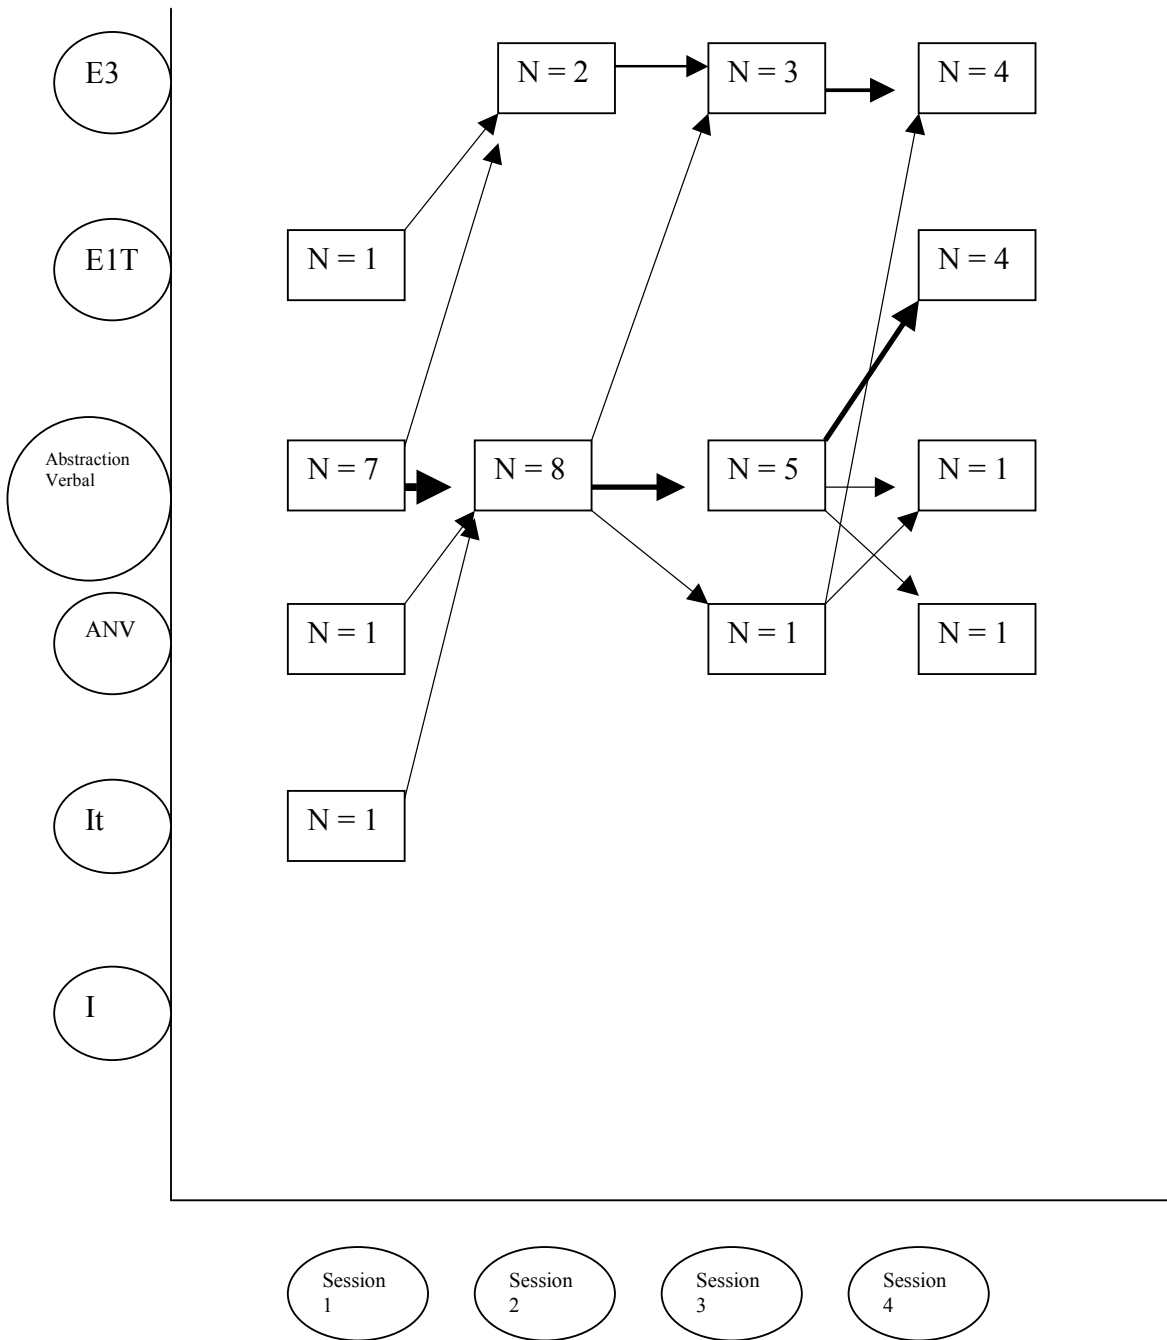 E3
N = 2
N = 3
N = 4
E1T
N = 1
N = 4
Abstraction
Verbal
N = 7
N = 8
N = 5
N = 1
ANV
N = 1
N = 1
N = 1
It
N = 1
I
Session
1
Session
2
Session
3
Session
4